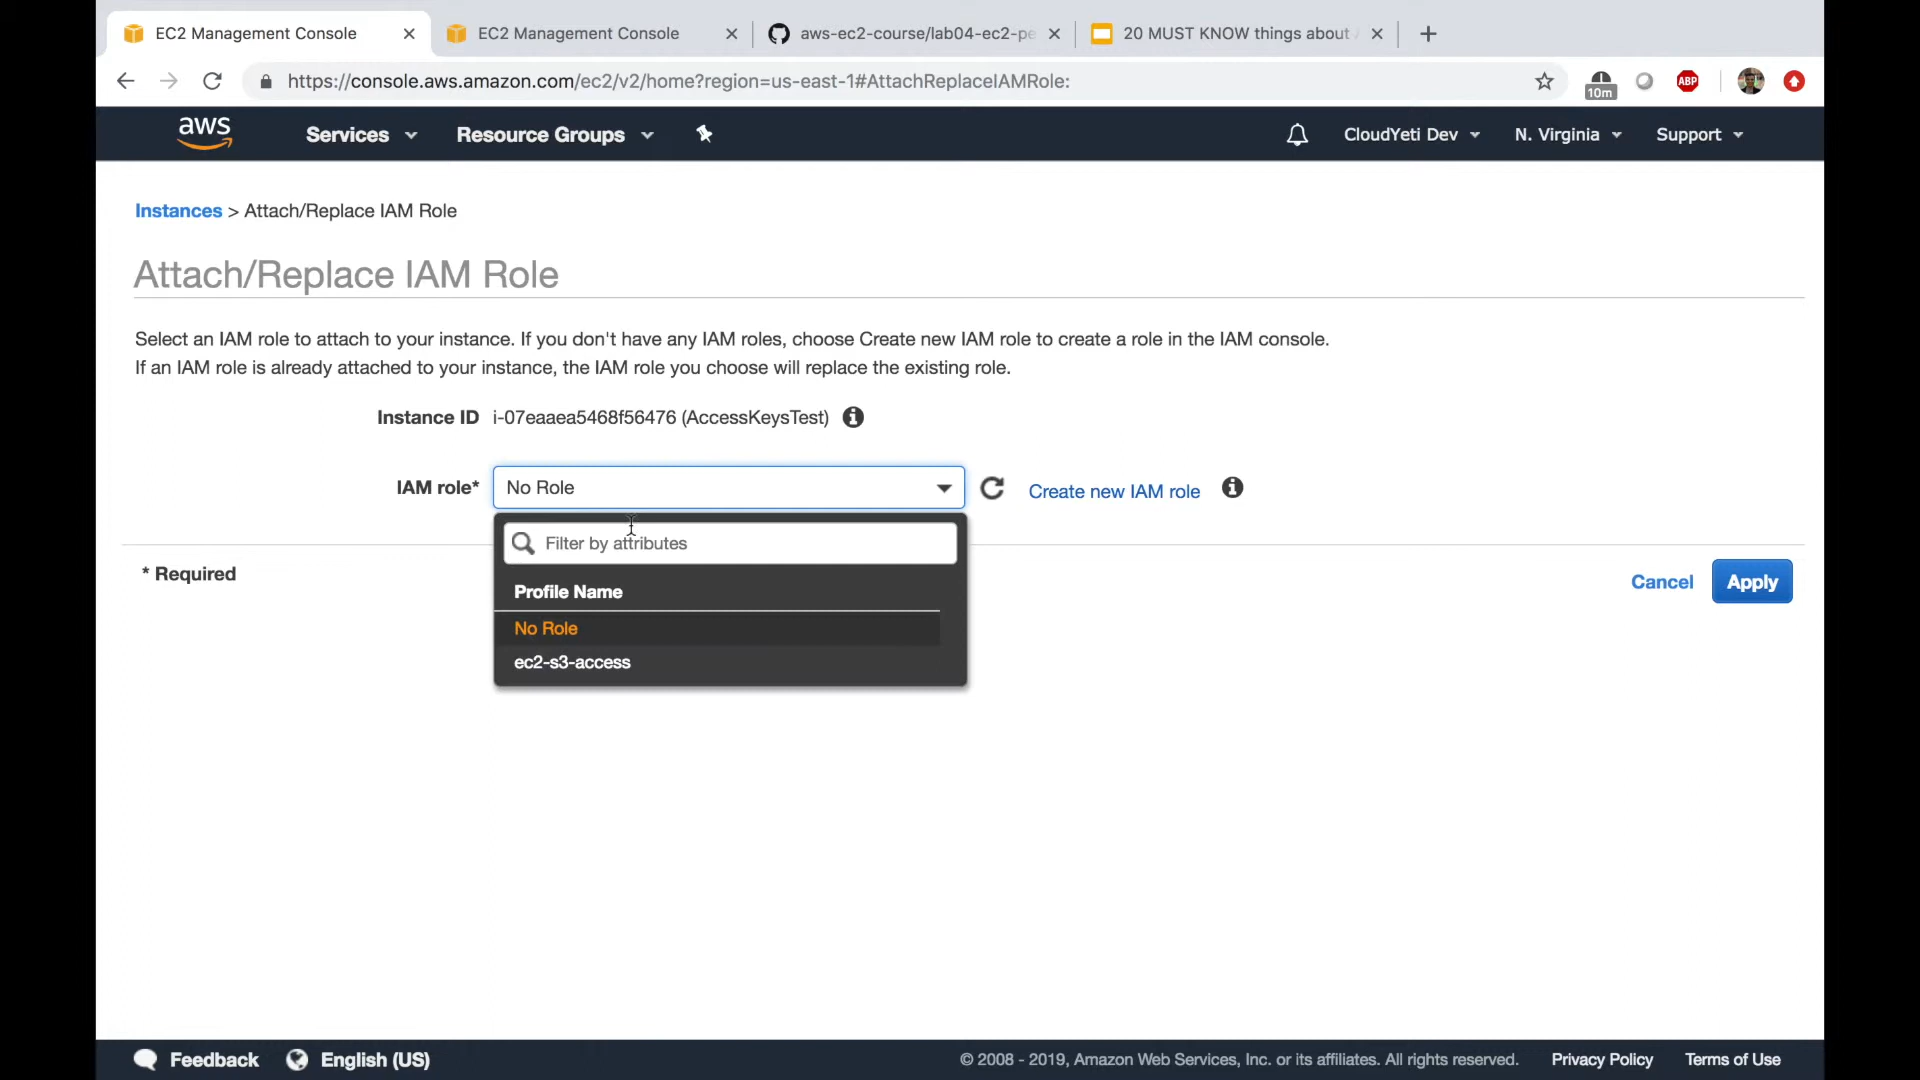 EC2 Management Console
EC2 Management Console
aws-ec2-course/lab04-ec2-pe
20 MUST KNOW things about
https://console.aws.amazon.com/ec2/v2/home?region=us-east-1#AttachReplaceIAMRole:
10m
ABP
aws
Services
Resource Groups
CloudYeti Dev
N. Virginia
Support
Instances > Attach/Replace IAM Role
Attach/Replace IAM Role
Select an IAM role to attach to your instance. If you don't have any IAM roles, choose Create new IAM role to create a role in the IAM console.
If an IAM role is already attached to your instance, the IAM role you choose will replace the existing role.
Instance ID i-07eaaea5468f56476 (AccessKeysTest)
IAM role* No Role
Create new IAM role
Filter by attributes
Profile Name
No Role
ec2-s3-access
* Required
Cancel
Apply
Feedback
English (US)
© 2008 - 2019, Amazon Web Services, Inc. or its affiliates. All rights reserved.
Privacy Policy
Terms of Use